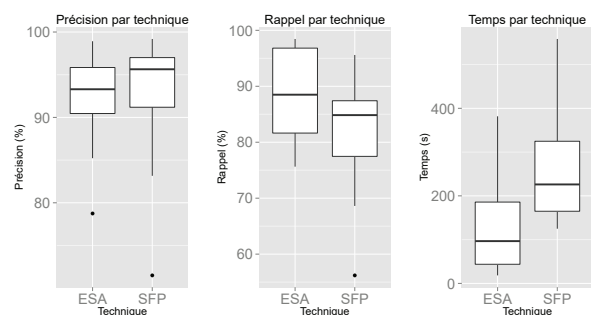 Précision par technique
100
90
80
Précision (%)
ESA SFP
Technique
Rappel par technique
100
90
80
70
60
Rappel (%)
ESA SFP
Technique
Temps par technique
400
200
0
Temps (s)
ESA SFP
Technique